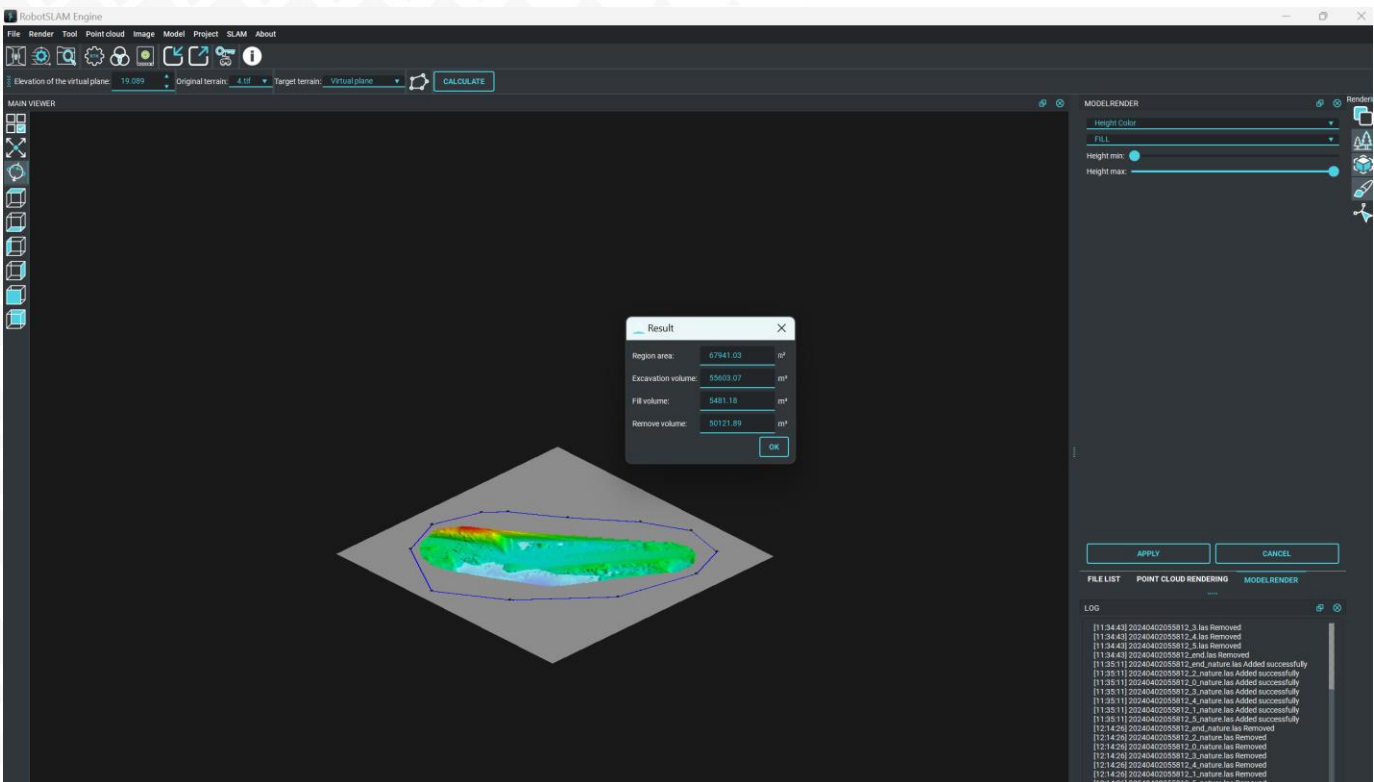 RobotSLAM Engine
File Render Tool Point cloud Image Model Project SLAM About
Elevation of the virtual plane: 19.089 Original terrain: 4.tif Target terrain: Virtual plane CALCULATE
MAIN VIEWER
MODELRENDER
Height Color
FILL
Height min:
Height max:
Result
Region area: 67941.03
Excavation volume: 55603.07 m³
Fill volume: 5481.18 m³
Remove volume: 50121.89 m³
OK
APPLY CANCEL
FILE LIST POINT CLOUD RENDERING MODELRENDER
LOG
[11:34:43] 20240402055812_3.las Removed
[11:34:43] 20240402055812_4.las Removed
[11:34:43] 20240402055812_5.las Removed
[11:34:43] 20240402055812_end.las Removed
[11:35:11] 20240402055812_end_nature.las Added successfully
[11:35:11] 20240402055812_2_nature.las Added successfully
[11:35:11] 20240402055812_0_nature.las Added successfully
[11:35:11] 20240402055812_3_nature.las Added successfully
[11:35:11] 20240402055812_4_nature.las Added successfully
[11:35:11] 20240402055812_1_nature.las Added successfully
[11:35:11] 20240402055812_5_nature.las Added successfully
[12:14:26] 20240402055812_end_nature.las Removed
[12:14:26] 20240402055812_2_nature.las Removed
[12:14:26] 20240402055812_0_nature.las Removed
[12:14:26] 20240402055812_3_nature.las Removed
[12:14:26] 20240402055812_4_nature.las Removed
[12:14:26] 20240402055812_1_nature.las Removed